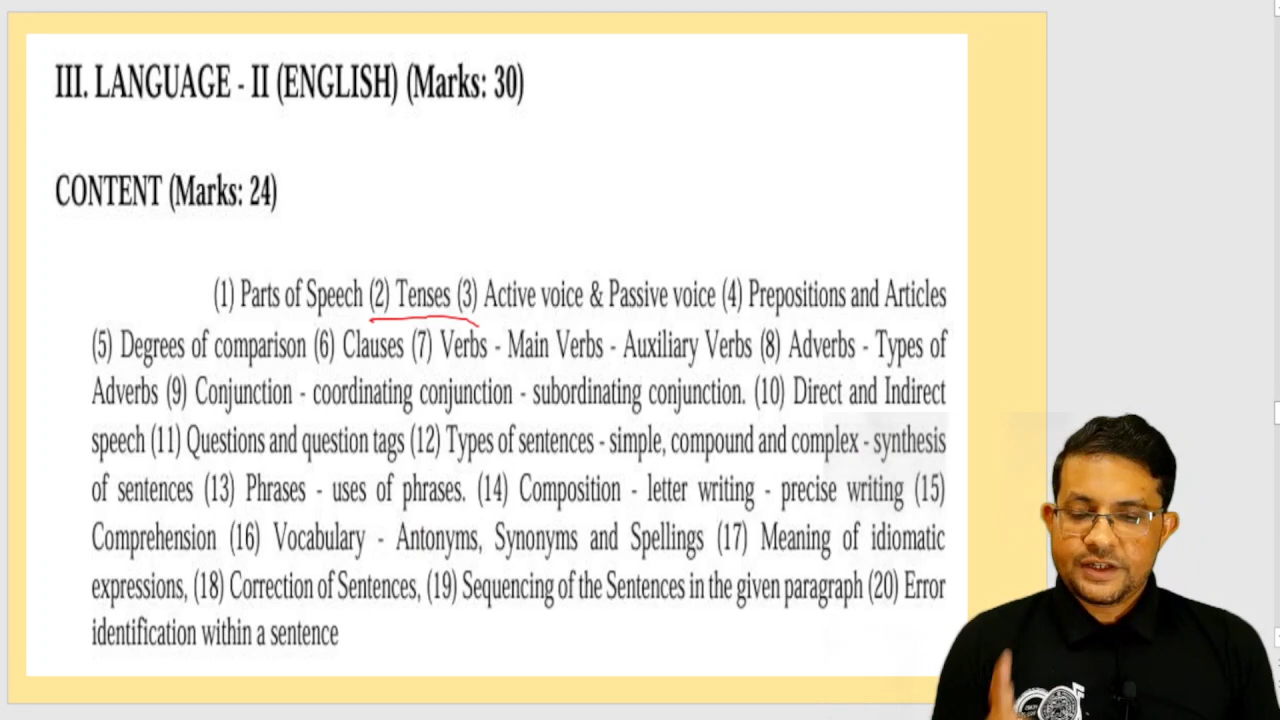 III. LANGUAGE - II (ENGLISH) (Marks: 30)
CONTENT (Marks: 24)
(1) Parts of Speech (2) Tenses (3) Active voice & Passive voice (4) Prepositions and Articles
(5) Degrees of comparison (6) Clauses (7) Verbs - Main Verbs - Auxiliary Verbs (8) Adverbs - Types of
Adverbs (9) Conjunction - coordinating conjunction - subordinating conjunction. (10) Direct and Indirect
speech (11) Questions and question tags (12) Types of sentences - simple, compound and complex - synthesis
of sentences (13) Phrases - uses of phrases. (14) Composition - letter writing - precise writing (15)
Comprehension (16) Vocabulary - Antonyms, Synonyms and Spellings (17) Meaning of idiomatic
expressions, (18) Correction of Sentences, (19) Sequencing of the Sentences in the given paragraph (20) Error
identification within a sentence